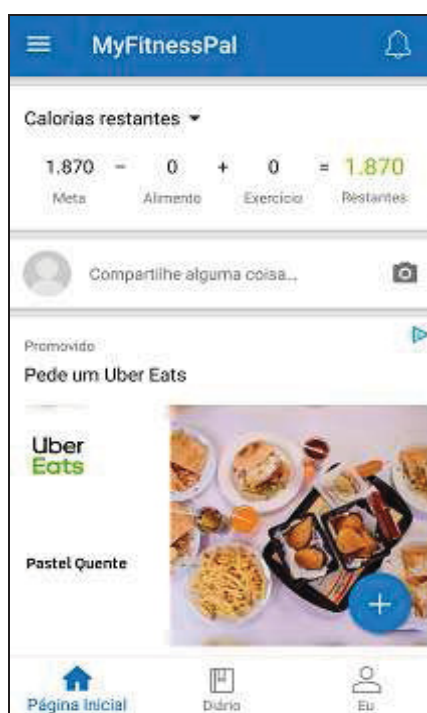 MyFitnessPal
Calorias restantes
1.870 - 0 + 0 = 1.870
Meta Alimento Exercício Restantes
Compartilhe alguma coisa...
Promovido
Pede um Uber Eats
Uber
Eats
Pastel Quente
+
Página Inicial Diário Eu